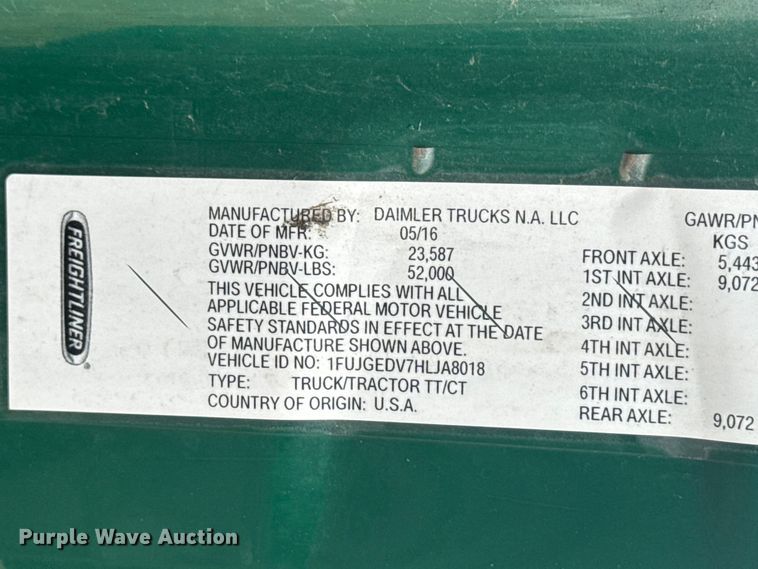 FREIGHTLINER
MANUFACTURED BY: DAIMLER TRUCKS N.A. LLC
DATE OF MFR: 05/16
GVWR/PNBV-KG: 23,587
GVWR/PNBV-LBS: 52,000
THIS VEHICLE COMPLIES WITH ALL
APPLICABLE FEDERAL MOTOR VEHICLE
SAFETY STANDARDS IN EFFECT AT THE DATE
OF MANUFACTURE SHOWN ABOVE.
VEHICLE ID NO: 1FUJGEDV7HLJA8018
TYPE: TRUCK/TRACTOR TT/CT
COUNTRY OF ORIGIN: U.S.A.
GAWR/PN
KGS
FRONT AXLE: 5,443
1ST INT AXLE: 9,072
2ND INT AXLE:
3RD INT AXLE:
4TH INT AXLE:
5TH INT AXLE:
6TH INT AXLE:
REAR AXLE: 9,072
Purple Wave Auction